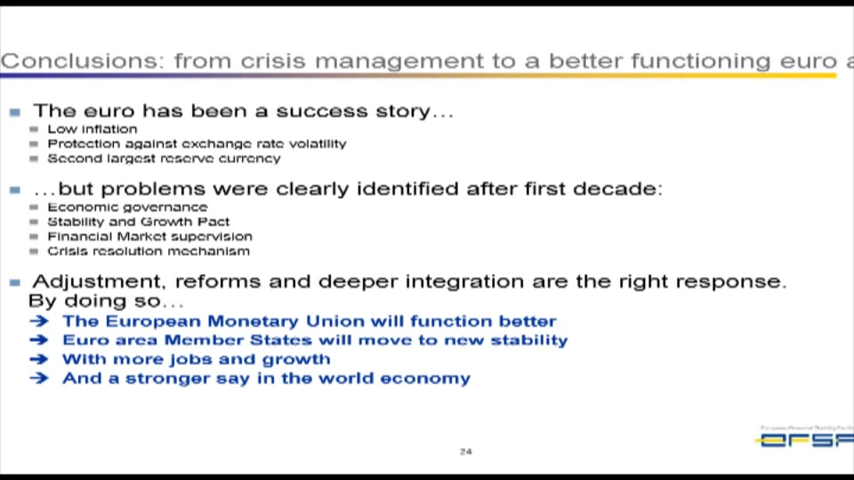 Conclusions: from crisis management to a better functioning euro a
The euro has been a success story…
Low inflation
Protection against exchange rate volatility
Second largest reserve currency
…but problems were clearly identified after first decade:
Economic governance
Stability and Growth Pact
Financial Market supervision
Crisis resolution mechanism
Adjustment, reforms and deeper integration are the right response.
By doing so…
→ The European Monetary Union will function better
→ Euro area Member States will move to new stability
→ With more jobs and growth
→ And a stronger say in the world economy
European Financial Stability
EFSF
24